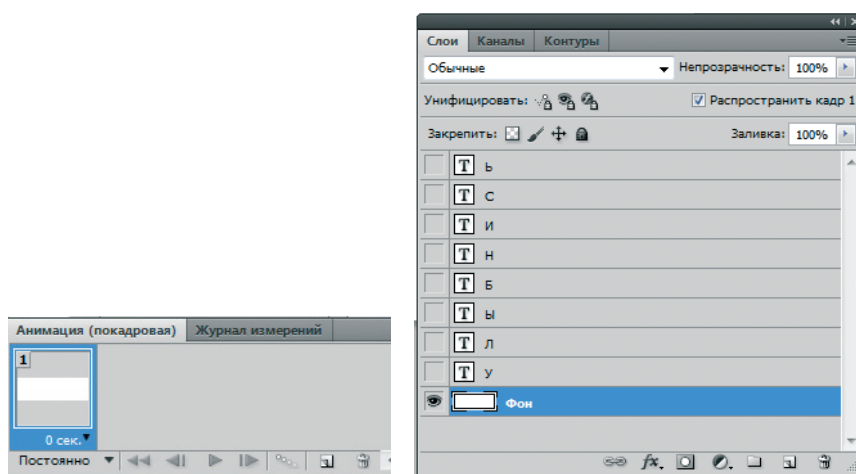 Анимация (покадровая) Журнал измерений
1
0 сек.
Постоянно
Слои Каналы Контуры
Обычные Непрозрачность: 100%
Унифицировать: Распространить кадр 1
Закрепить: Заливка: 100%
T Ь
T С
T И
T Н
T Б
T Ы
T Л
T У
Фон
fx